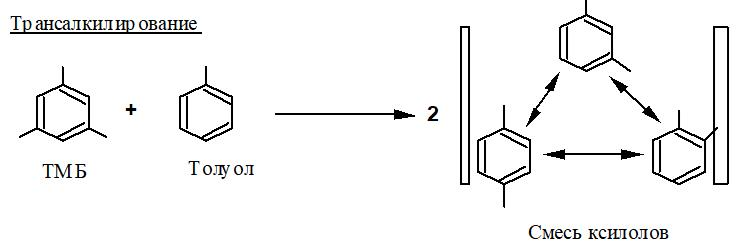 Трансалкилирование
+
2
ТМБ
Толуол
Смесь ксилолов